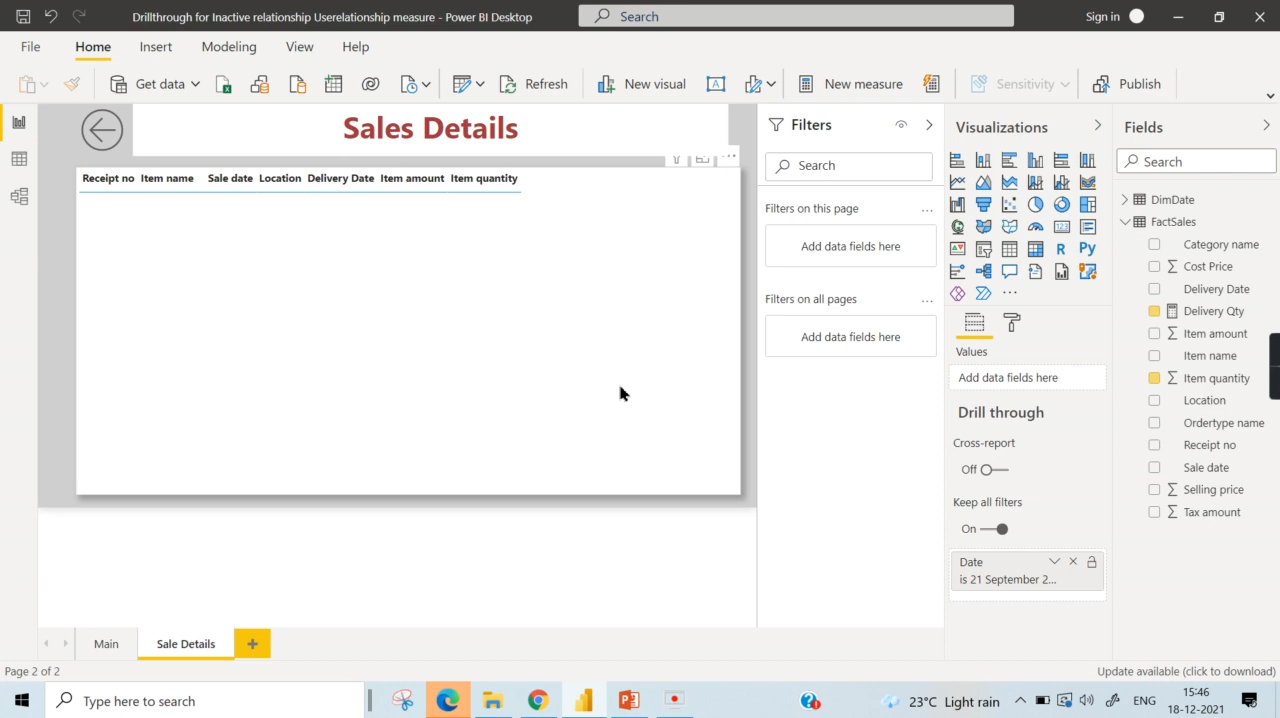 Drillthrough for Inactive relationship Userelationship measure - Power BI Desktop
Search
Sign in
File
Home
Insert
Modeling
View
Help
Get data
Refresh
New visual
A
New measure
Sensitivity
Publish
Sales Details
Receipt no Item name Sale date Location Delivery Date Item amount Item quantity
Filters
Search
Filters on this page
...
Add data fields here
Filters on all pages
...
Add data fields here
Visualizations
123
R
Py
...
Values
Add data fields here
Drill through
Cross-report
Off
Keep all filters
On
Date
is 21 September 2...
Fields
Search
DimDate
FactSales
Category name
Cost Price
Delivery Date
Delivery Qty
Item amount
Item name
Item quantity
Location
Ordertype name
Receipt no
Sale date
Selling price
Tax amount
Main
Sale Details
Page 2 of 2
Update available (click to download)
Type here to search
23°C Light rain
ENG
15:46
18-12-2021